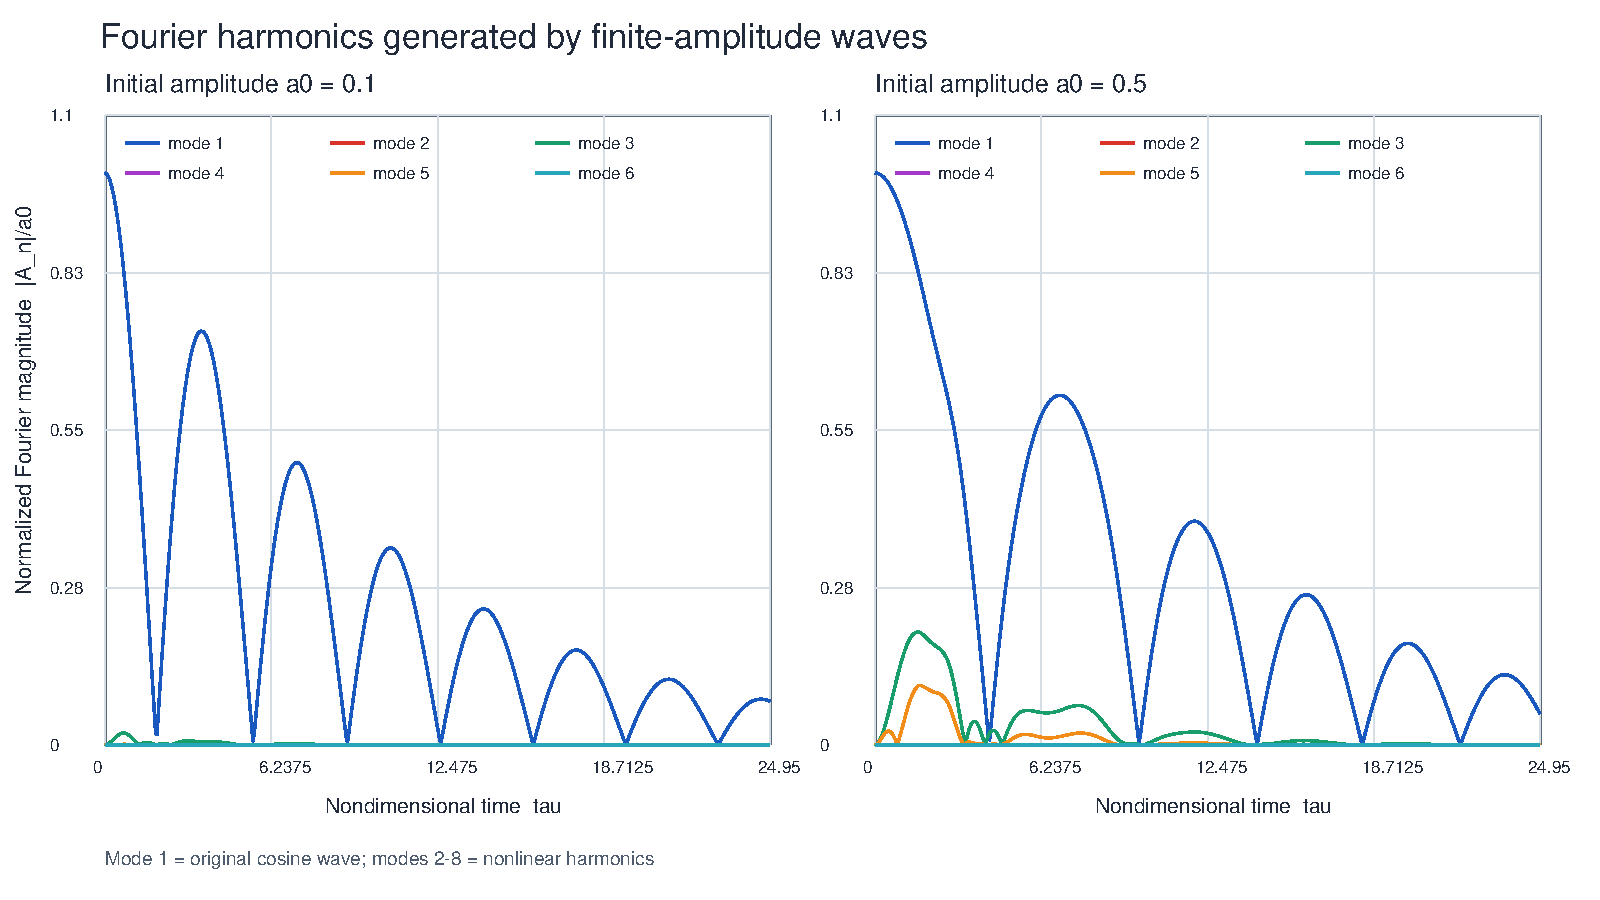 Fourier harmonics generated by finite-amplitude waves
Initial amplitude a0 = 0.1
Initial amplitude a0 = 0.5
Normalized Fourier magnitude |A_n|/a0
1.1
0.83
0.55
0.28
0
mode 1
mode 2
mode 3
mode 4
mode 5
mode 6
0
6.2375
12.475
18.7125
24.95
Nondimensional time tau
1.1
0.83
0.55
0.28
0
mode 1
mode 2
mode 3
mode 4
mode 5
mode 6
0
6.2375
12.475
18.7125
24.95
Nondimensional time tau
Mode 1 = original cosine wave; modes 2-8 = nonlinear harmonics